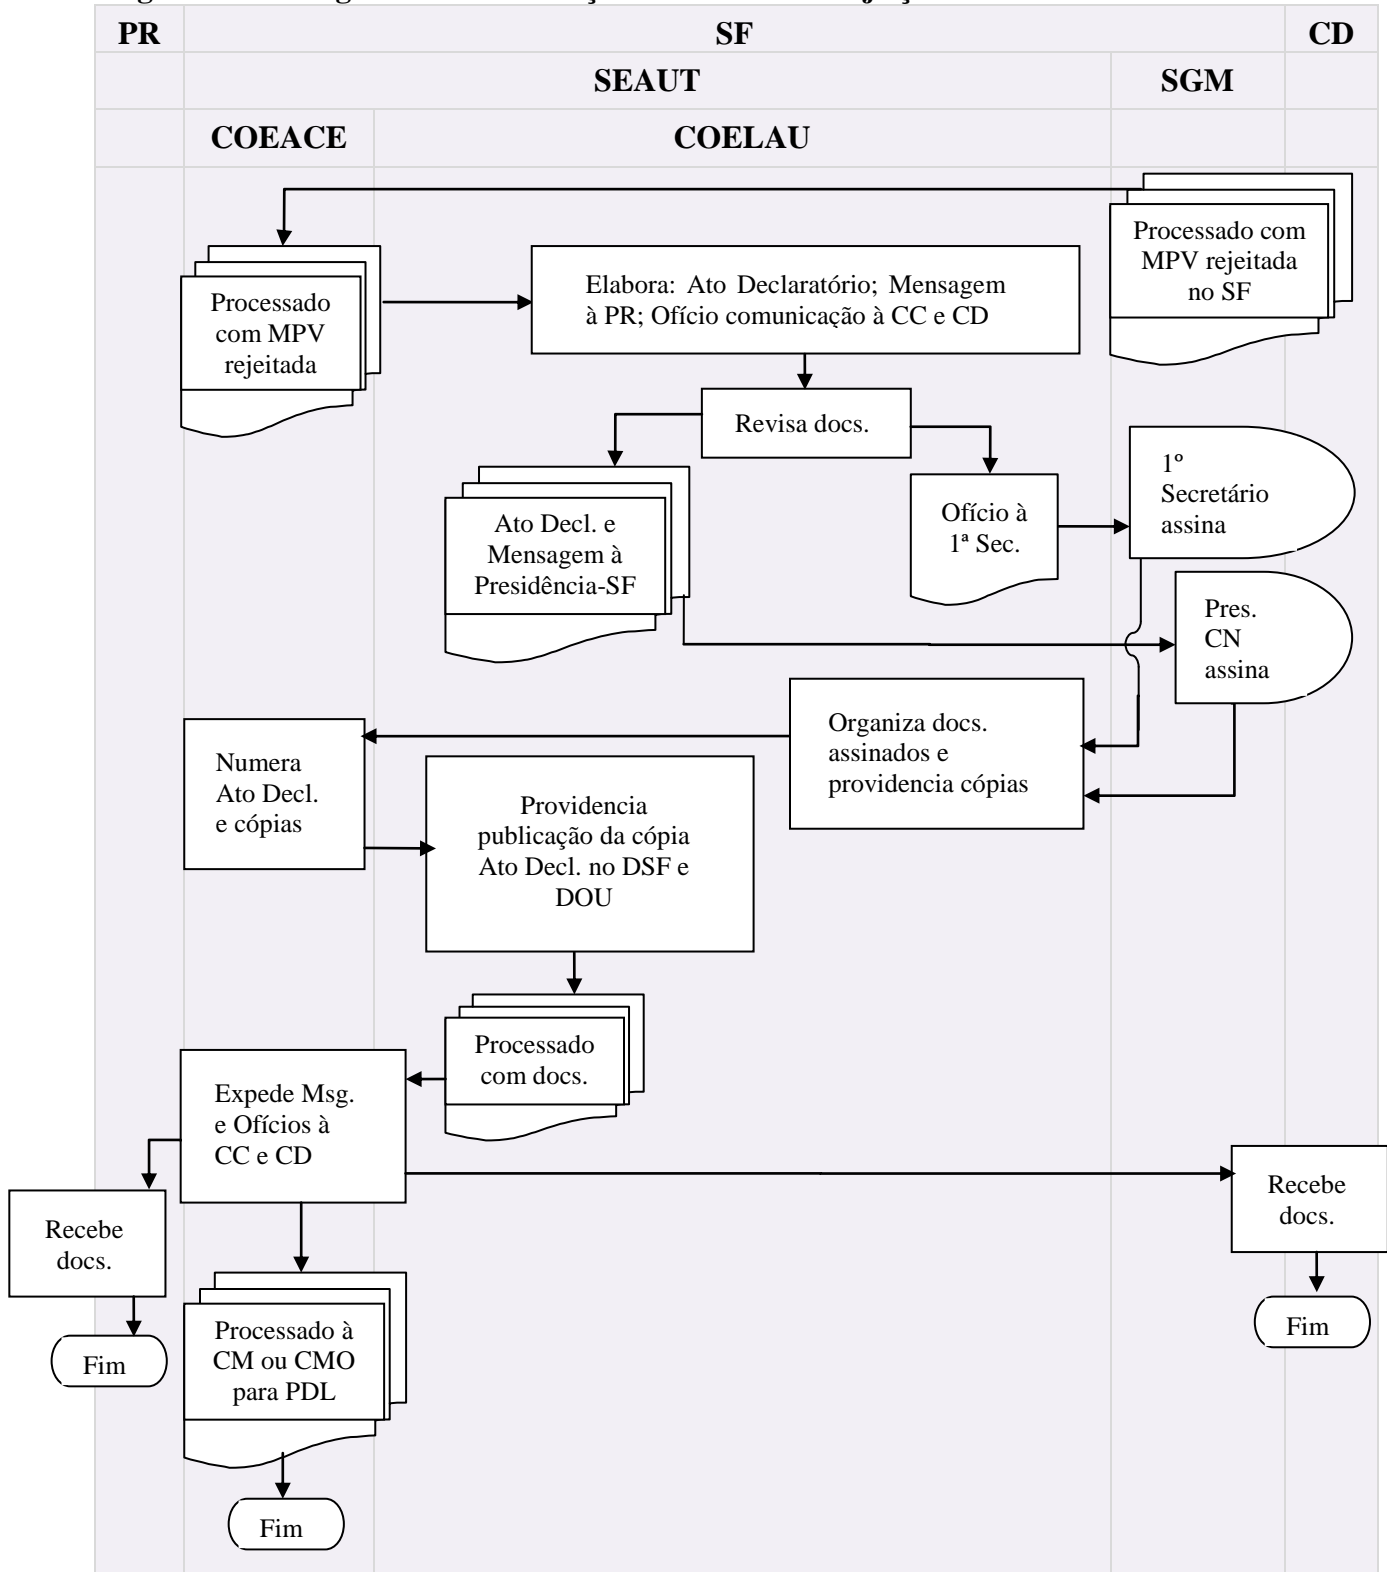 PR
SF
CD
SEAUT
SGM
COEACE
COELAU
Processado com
MPV rejeitada
no SF
Processado
com MPV
rejeitada
Elabora: Ato Declaratório; Mensagem
à PR; Ofício comunicação à CC e CD
Revisa docs.
Ato Decl. e
Mensagem à
Presidência-SF
Ofício à
1ª Sec.
1º
Secretário
assina
Pres.
CN
assina
Organiza docs.
assinados e
providencia cópias
Numera
Ato Decl.
e cópias
Providencia
publicação da cópia
Ato Decl. no DSF e
DOU
Processado
com docs.
Expede Msg.
e Ofícios à
CC e CD
Recebe
docs.
Recebe
docs.
Fim
Fim
Processado à
CM ou CMO
para PDL
Fim